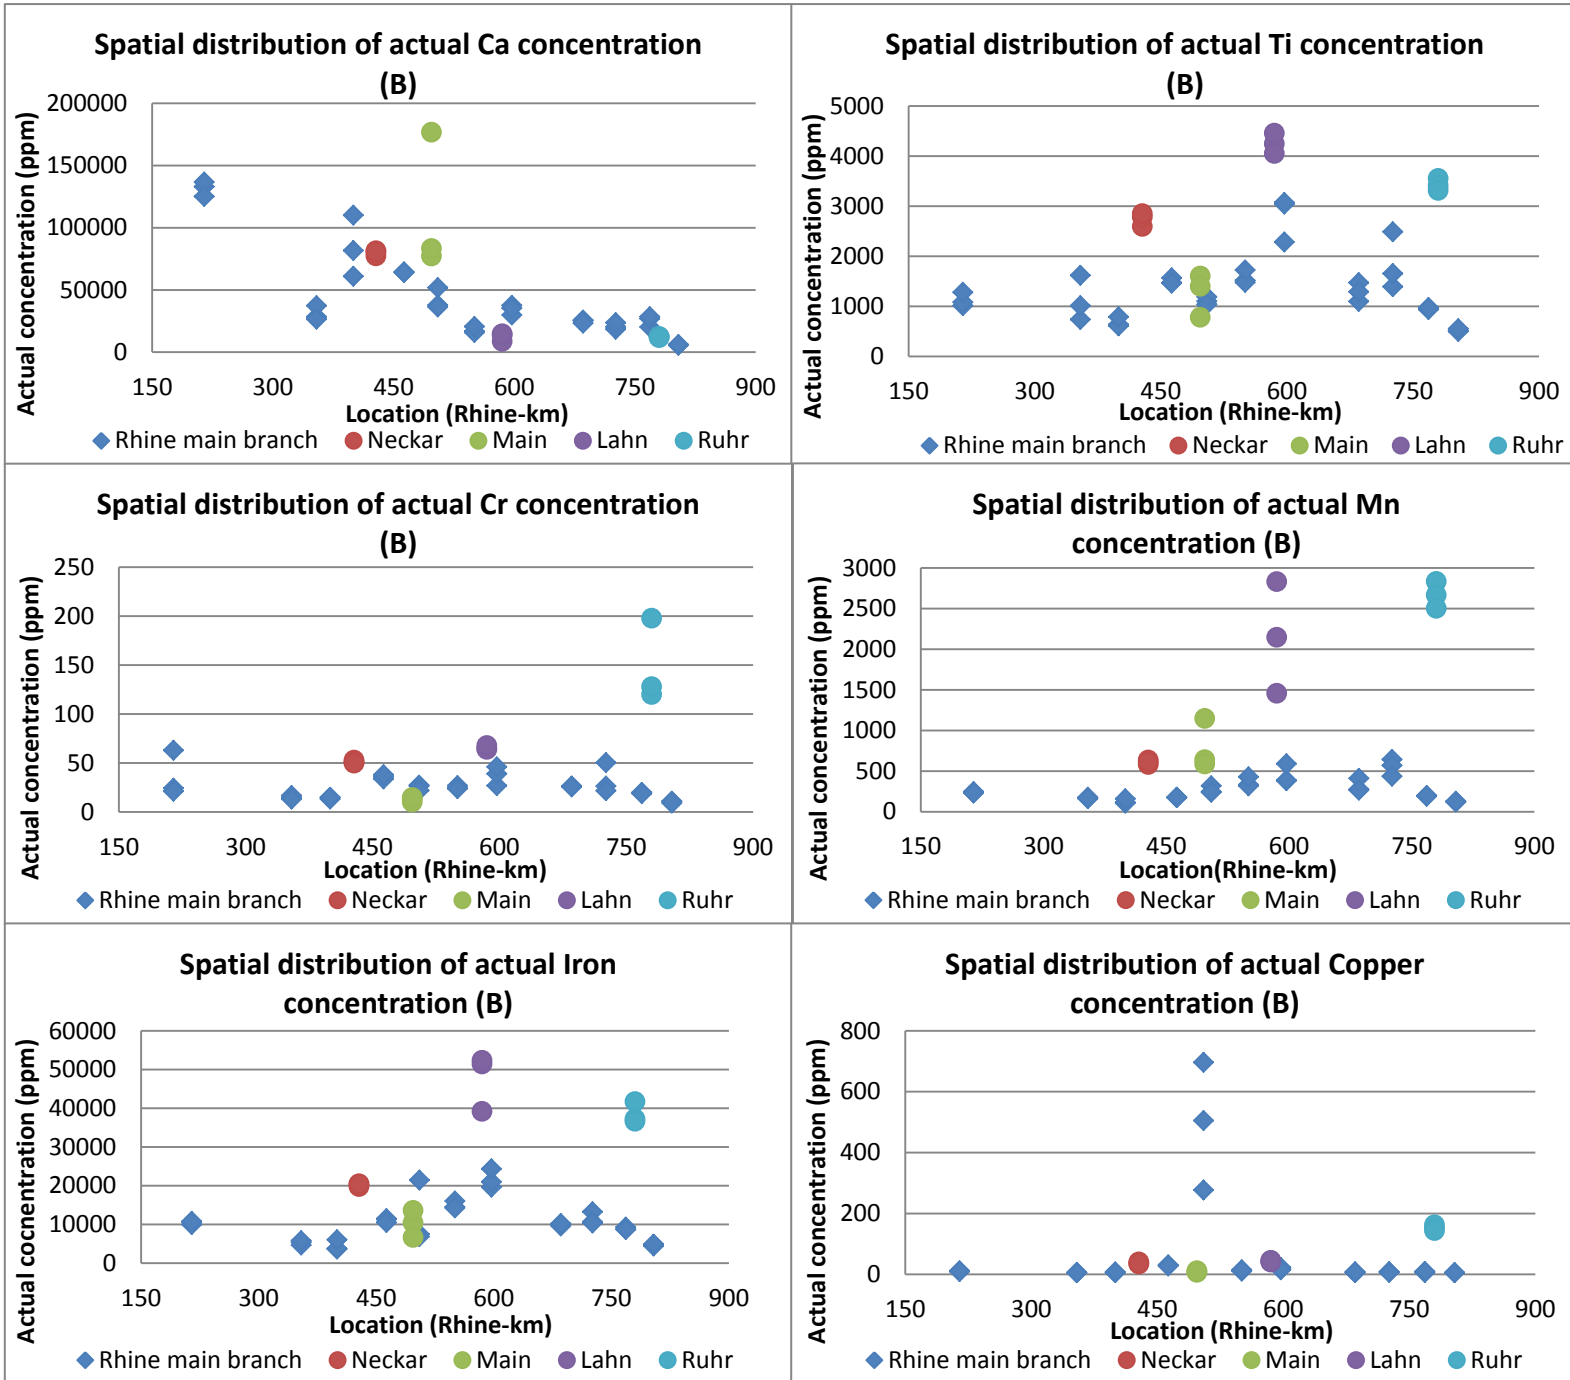 Spatial distribution of actual Ca concentration
(B)
Actual concentration (ppm)
200000
150000
100000
50000
0
150 300 450 600 750 900
Location (Rhine-km)
Rhine main branch Neckar Main Lahn Ruhr
Spatial distribution of actual Ti concentration
(B)
Actual concentration (ppm)
5000
4000
3000
2000
1000
0
150 300 450 600 750 900
Location (Rhine-km)
Rhine main branch Neckar Main Lahn Ruhr
Spatial distribution of actual Cr concentration
(B)
Actual concentration (ppm)
250
200
150
100
50
0
150 300 450 600 750 900
Location (Rhine-km)
Rhine main branch Neckar Main Lahn Ruhr
Spatial distribution of actual Mn
concentration (B)
Actual concentration (ppm)
3000
2500
2000
1500
1000
500
0
150 300 450 600 750 900
Location(Rhine-km)
Rhine main branch Neckar Main Lahn Ruhr
Spatial distribution of actual Iron
concentration (B)
Actual cocnentration (ppm)
60000
50000
40000
30000
20000
10000
0
150 300 450 600 750 900
Location (Rhine-km)
Rhine main branch Neckar Main Lahn Ruhr
Spatial distribution of actual Copper
concentration (B)
Actual concentration (ppm)
800
600
400
200
0
150 300 450 600 750 900
Location (Rhine-km)
Rhine main branch Neckar Main Lahn Ruhr